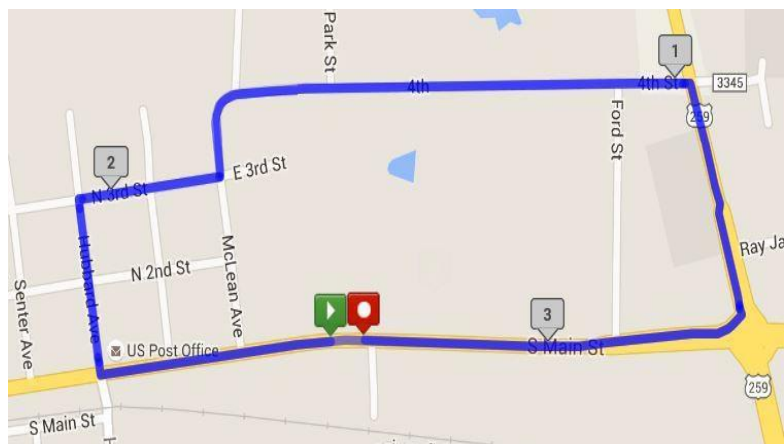 Park St
1
4th
4th St
3345
259
Ford St
2
E 3rd St
N 3rd St
Hubbard Ave
McLean Ave
N 2nd St
Ray Ja
Senter Ave
3
US Post Office
S Main St
259
S Main St
H